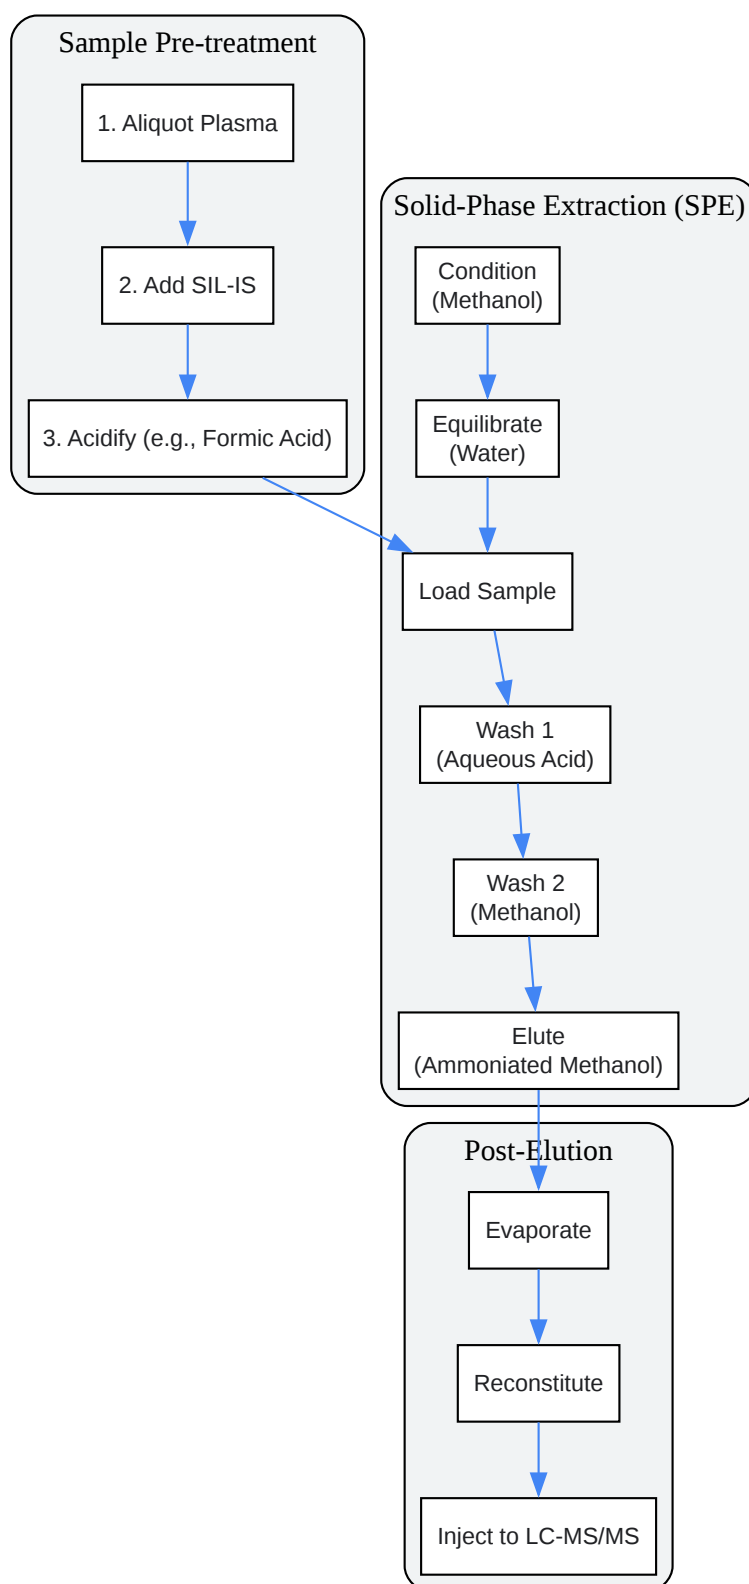 Sample Pre-treatment
1. Aliquot Plasma
2. Add SIL-IS
3. Acidify (e.g., Formic Acid)
Solid-Phase Extraction (SPE)
Condition
(Methanol)
Equilibrate
(Water)
Load Sample
Wash 1
(Aqueous Acid)
Wash 2
(Methanol)
Elute
(Ammoniated Methanol)
Post-Elution
Evaporate
Reconstitute
Inject to LC-MS/MS